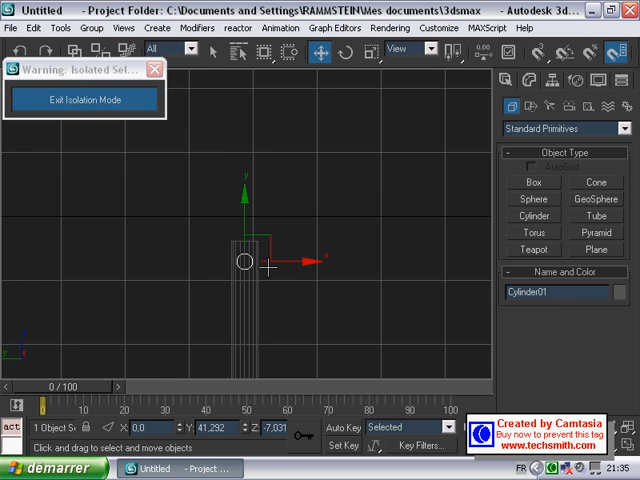 Untitled - Project Folder: C:\Documents and Settings\RAMMSTEIN\Mes documents\3dsmax - Autodesk 3d...
File Edit Tools Group Views Create Modifiers reactor Animation Graph Editors Rendering Customize MAXScript Help
All View
Warning: Isolated Sel...
Exit Isolation Mode
Standard Primitives
Object Type
AutoGrid
Box Cone
Sphere GeoSphere
Cylinder Tube
Torus Pyramid
Teapot Plane
Name and Color
Cylinder01
y
x
z
y x
0 / 100
0 10 20 30 40 50 60 70 80 90 100
act 1 Object S X: 0,0 Y: 41,292 Z: -7,031 Auto Key Selected
Click and drag to select and move objects Set Key Key Filters...
Created by Camtasia
Buy now to prevent this tag
www.techsmith.com
démarrer Untitled - Project ... FR 21:35